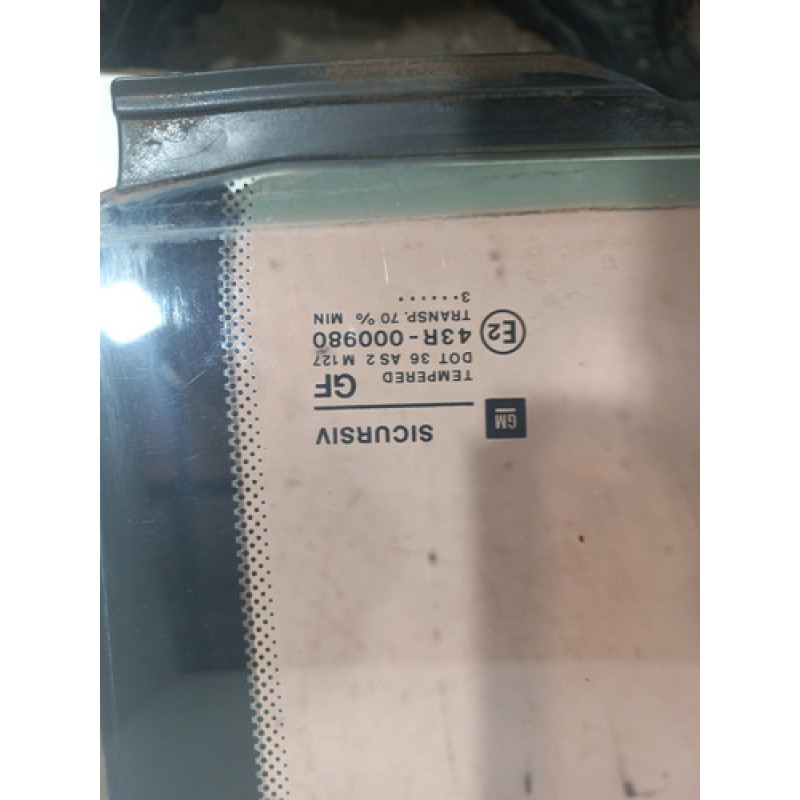 GM SICURSIV
TEMPERED GF
DOT 36 AS2 M127
E2 43R-000980
TRANSP. 70% MIN
3······